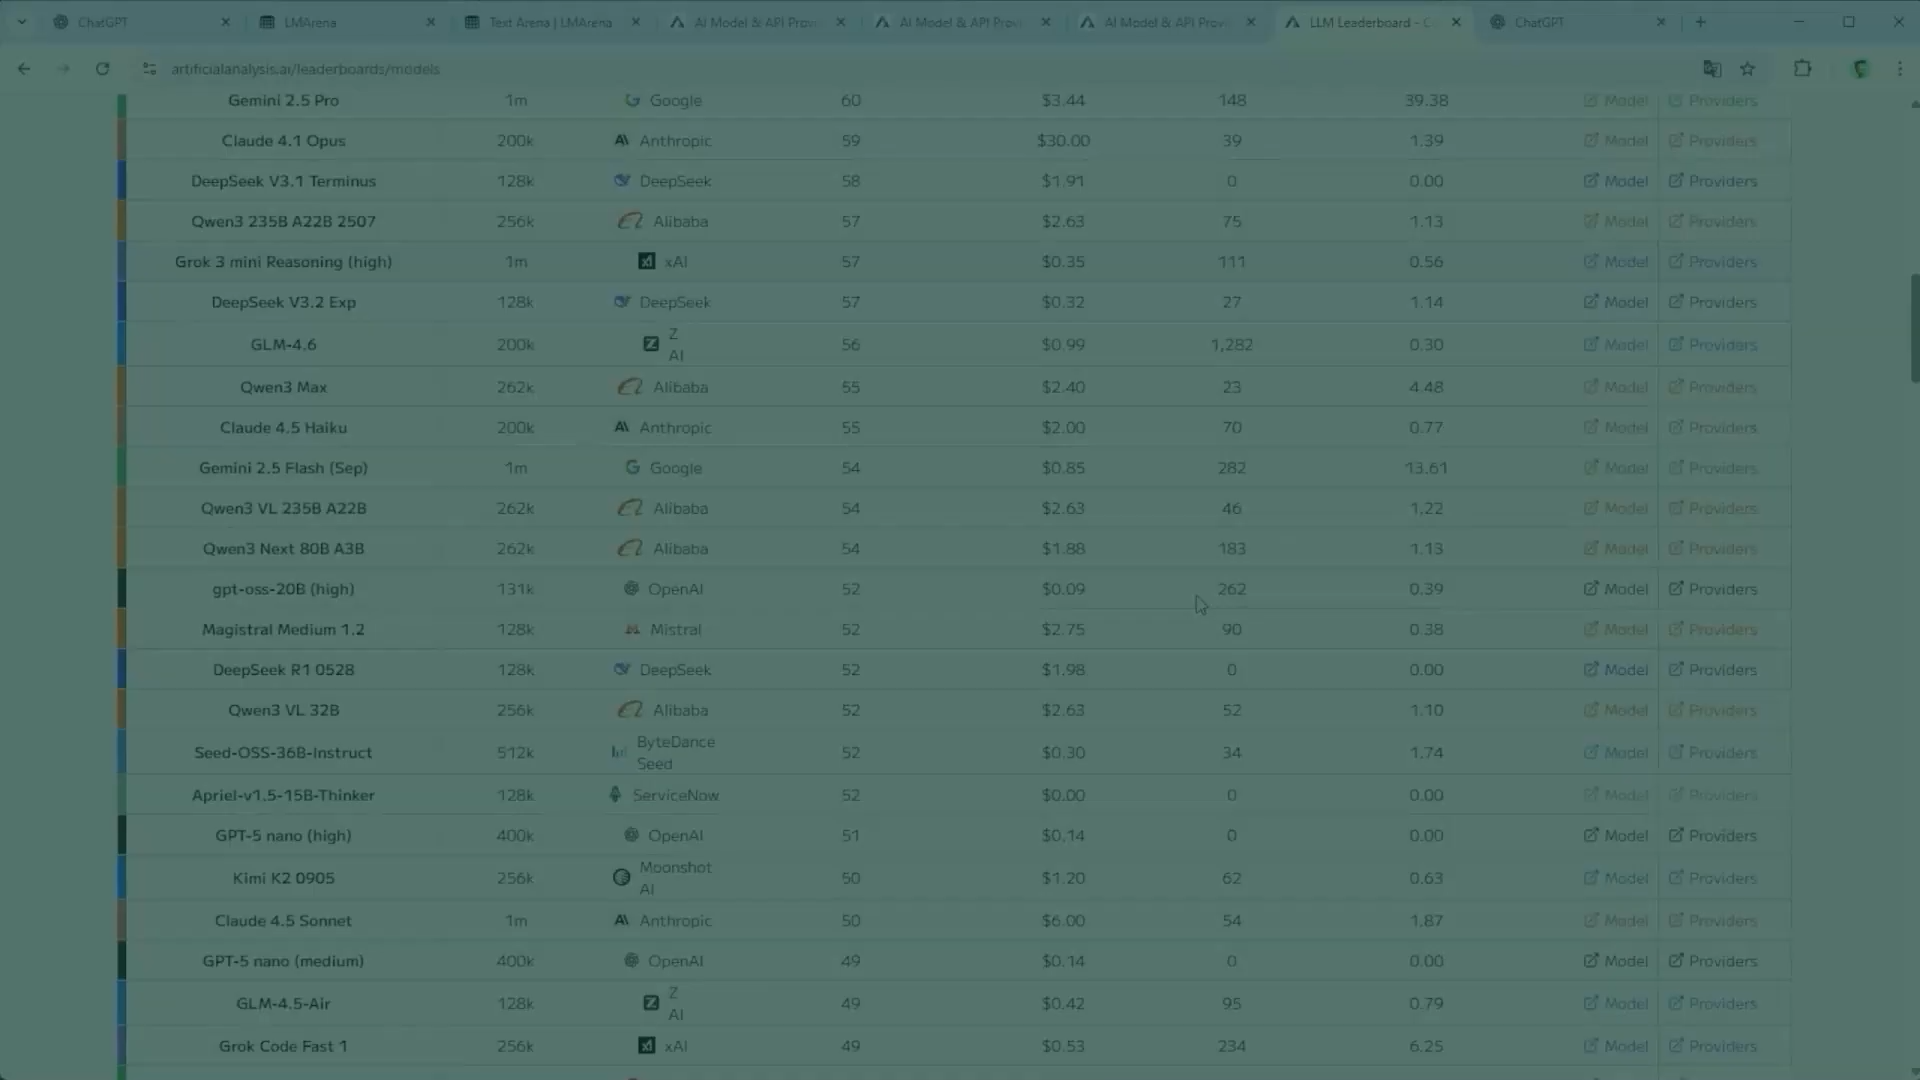 ChatGPT LMArena Text Arena | LMArena AI Model & API Prov AI Model & API Prov AI Model & API Prov LLM Leaderboard - C ChatGPT
artificialanalysis.ai/leaderboards/models
Gemini 2.5 Pro 1m Google 60 $3.44 148 39.38 Model Providers
Claude 4.1 Opus 200k Anthropic 59 $30.00 39 1.39 Model Providers
DeepSeek V3.1 Terminus 128k DeepSeek 58 $1.91 0 0.00 Model Providers
Qwen3 235B A22B 2507 256k Alibaba 57 $2.63 75 1.13 Model Providers
Grok 3 mini Reasoning (high) 1m xAI 57 $0.35 111 0.56 Model Providers
DeepSeek V3.2 Exp 128k DeepSeek 57 $0.32 27 1.14 Model Providers
GLM-4.6 200k Z AI 56 $0.99 1,282 0.30 Model Providers
Qwen3 Max 262k Alibaba 55 $2.40 23 4.48 Model Providers
Claude 4.5 Haiku 200k Anthropic 55 $2.00 70 0.77 Model Providers
Gemini 2.5 Flash (Sep) 1m Google 54 $0.85 282 13.61 Model Providers
Qwen3 VL 235B A22B 262k Alibaba 54 $2.63 46 1.22 Model Providers
Qwen3 Next 80B A3B 262k Alibaba 54 $1.88 183 1.13 Model Providers
gpt-oss-20B (high) 131k OpenAI 52 $0.09 262 0.39 Model Providers
Magistral Medium 1.2 128k Mistral 52 $2.75 90 0.38 Model Providers
DeepSeek R1 0528 128k DeepSeek 52 $1.98 0 0.00 Model Providers
Qwen3 VL 32B 256k Alibaba 52 $2.63 52 1.10 Model Providers
Seed-OSS-36B-Instruct 512k ByteDance Seed 52 $0.30 34 1.74 Model Providers
Apriel-v1.5-15B-Thinker 128k ServiceNow 52 $0.00 0 0.00 Model Providers
GPT-5 nano (high) 400k OpenAI 51 $0.14 0 0.00 Model Providers
Kimi K2 0905 256k Moonshot AI 50 $1.20 62 0.63 Model Providers
Claude 4.5 Sonnet 1m Anthropic 50 $6.00 54 1.87 Model Providers
GPT-5 nano (medium) 400k OpenAI 49 $0.14 0 0.00 Model Providers
GLM-4.5-Air 128k Z AI 49 $0.42 95 0.79 Model Providers
Grok Code Fast 1 256k xAI 49 $0.53 234 6.25 Model Providers